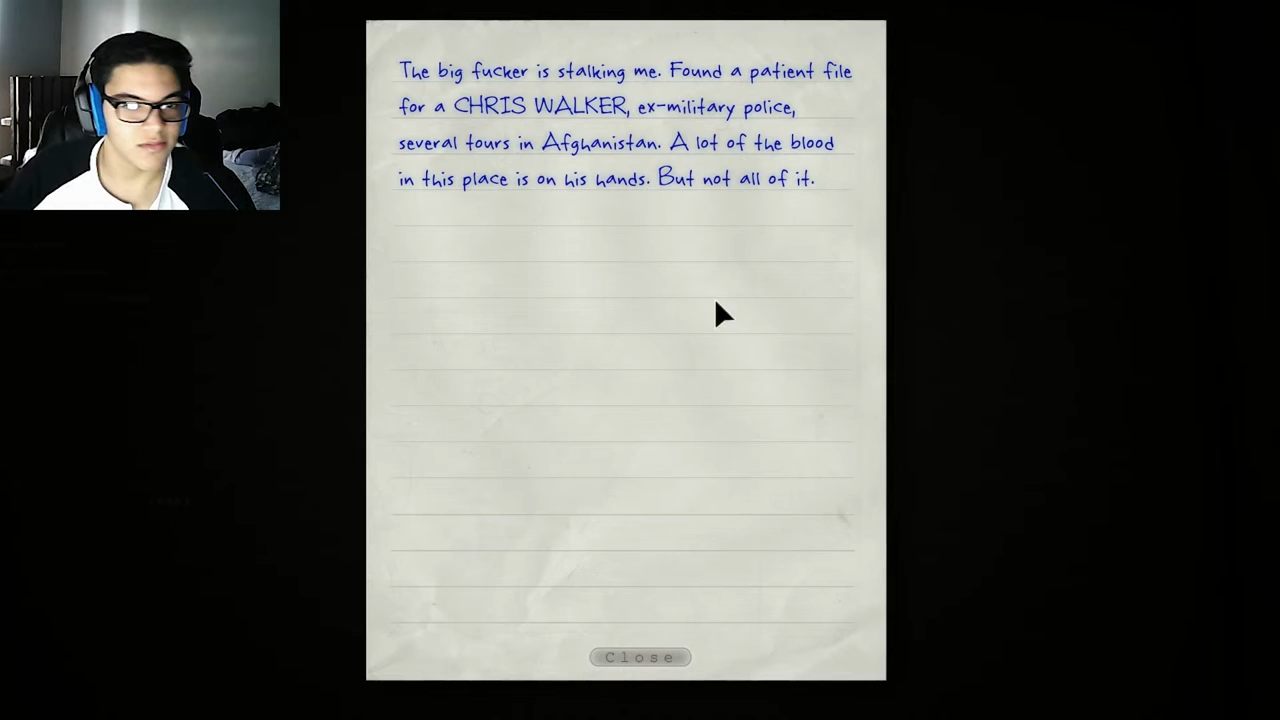 The big fucker is stalking me. Found a patient file
for a CHRIS WALKER, ex-military police,
several tours in Afghanistan. A lot of the blood
in this place is on his hands. But not all of it.
Close